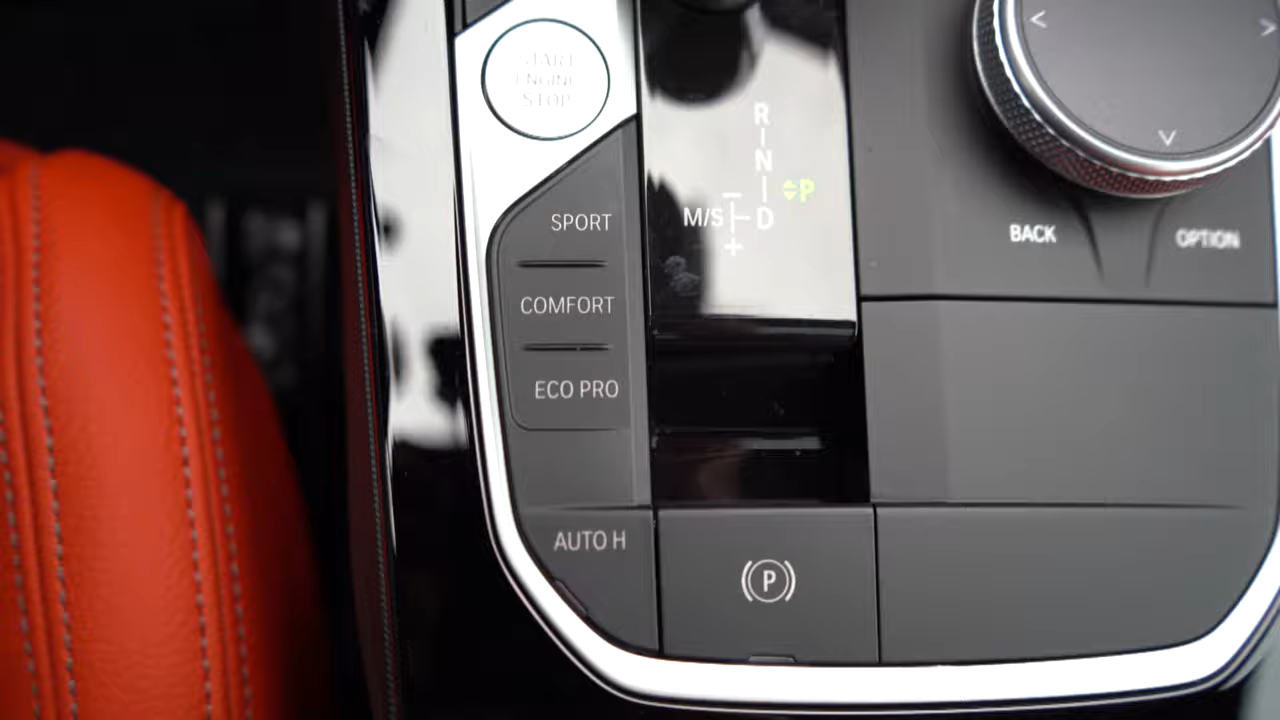 START
ENGINE
STOP
R
N
P
M/S D
SPORT
COMFORT
ECO PRO
BACK
OPTION
AUTO H
P